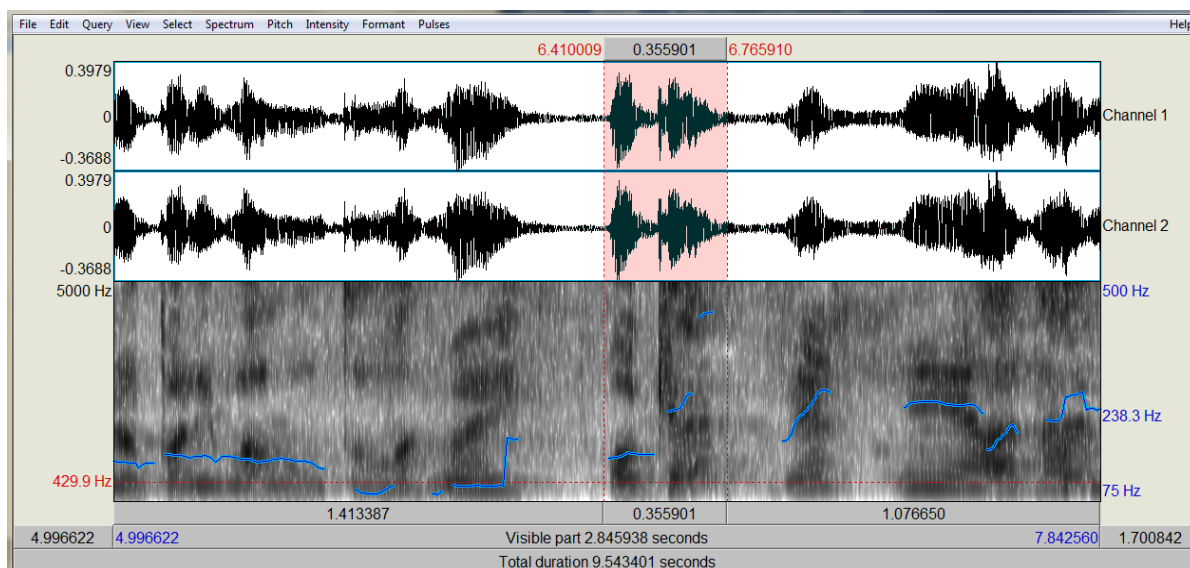 File Edit Query View Select Spectrum Pitch Intensity Formant Pulses Help
6.410009 0.355901 6.765910
0.3979
0 Channel 1
-0.3688
0.3979
0 Channel 2
-0.3688
5000 Hz 500 Hz
238.3 Hz
429.9 Hz 75 Hz
1.413387 0.355901 1.076650
4.996622 4.996622 Visible part 2.845938 seconds 7.842560 1.700842
Total duration 9.543401 seconds